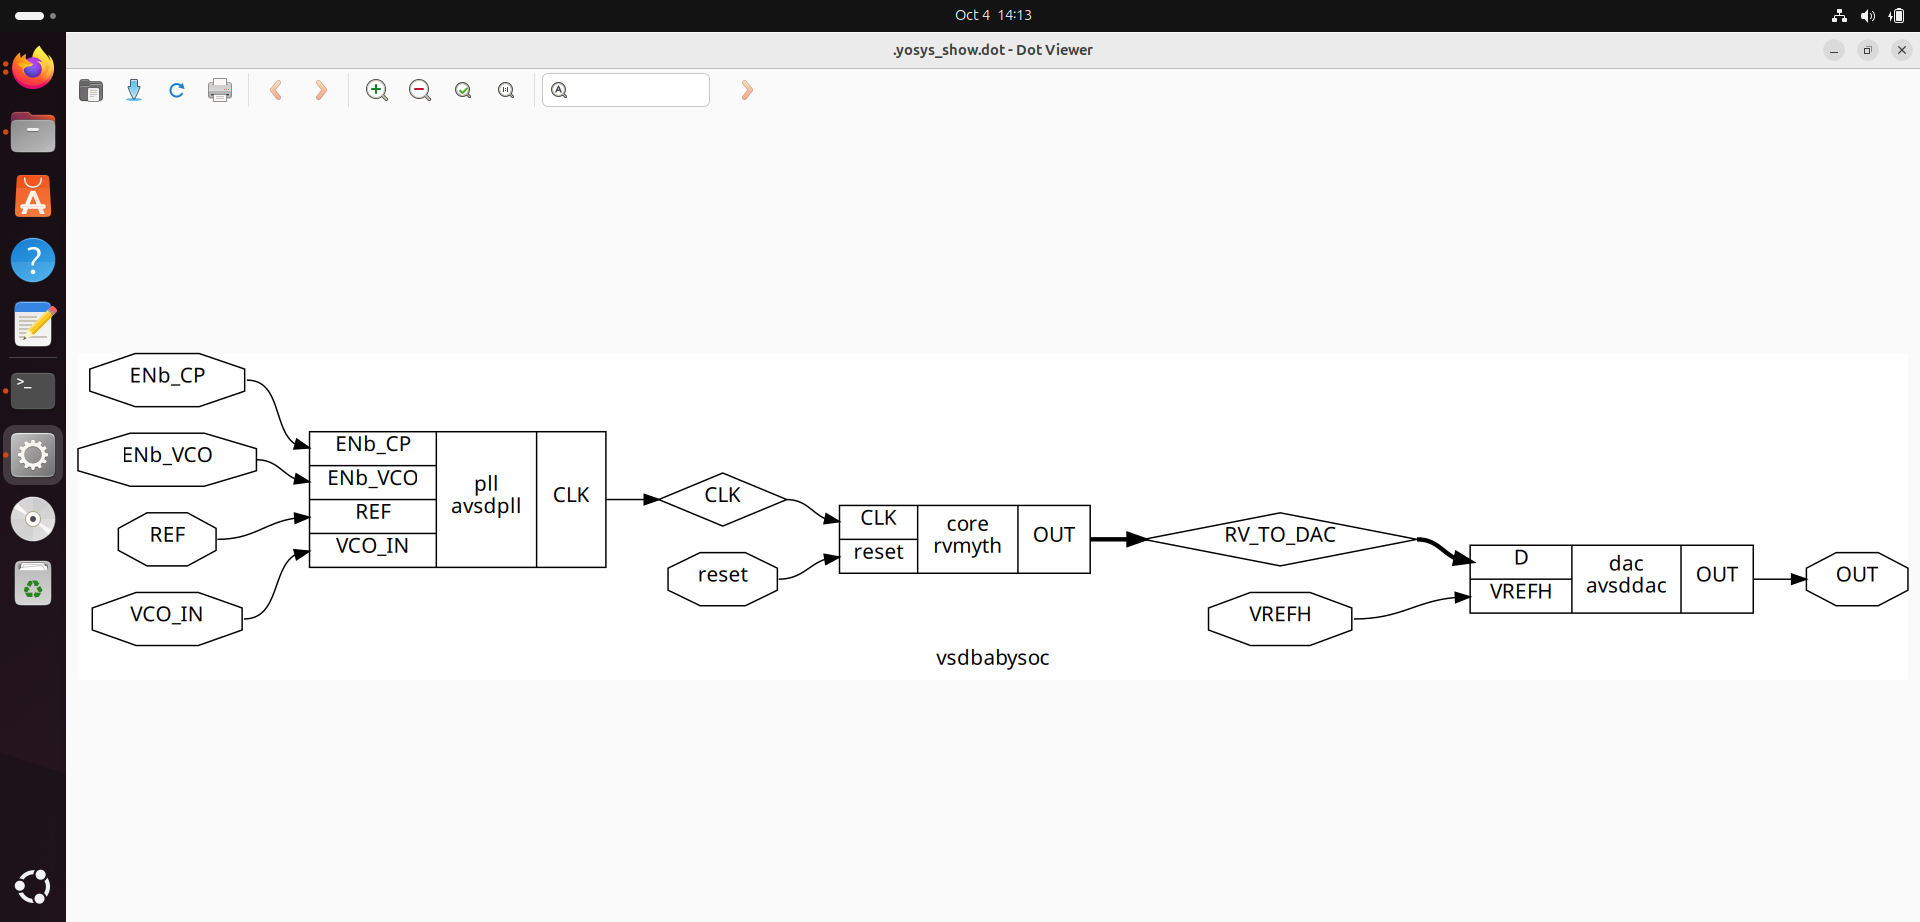 Oct 4 14:13
.yosys_show.dot - Dot Viewer
ENb_CP
ENb_VCO
REF
VCO_IN
ENb_CP
ENb_VCO
REF
VCO_IN
pll
avsdpll
CLK
CLK
reset
CLK
reset
core
rvmyth
OUT
RV_TO_DAC
VREFH
D
VREFH
dac
avsddac
OUT
OUT
vsdbabysoc